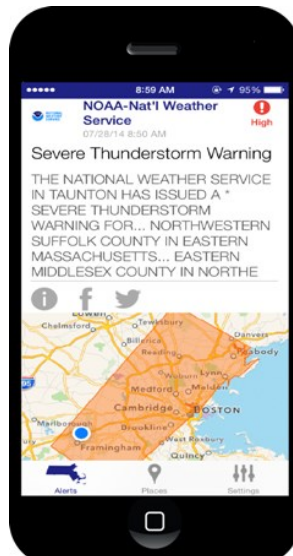 8:59 AM
95%
NOAA-Nat'l Weather
Service
07/28/14 8:50 AM
High
Severe Thunderstorm Warning
THE NATIONAL WEATHER SERVICE
IN TAUNTON HAS ISSUED A *
SEVERE THUNDERSTORM
WARNING FOR... NORTHWESTERN
SUFFOLK COUNTY IN EASTERN
MASSACHUSETTS... EASTERN
MIDDLESEX COUNTY IN NORTHE
Lowell
Tewksbury
Chelmsford
Billerica
Danvers
Reading
Peabody
Woburn
Lynn
Medford
Malden
Cambridge
BOSTON
Marlborough
Brookline
Framingham
West Roxbury
Quincy
95
Alerts
Places
Settings